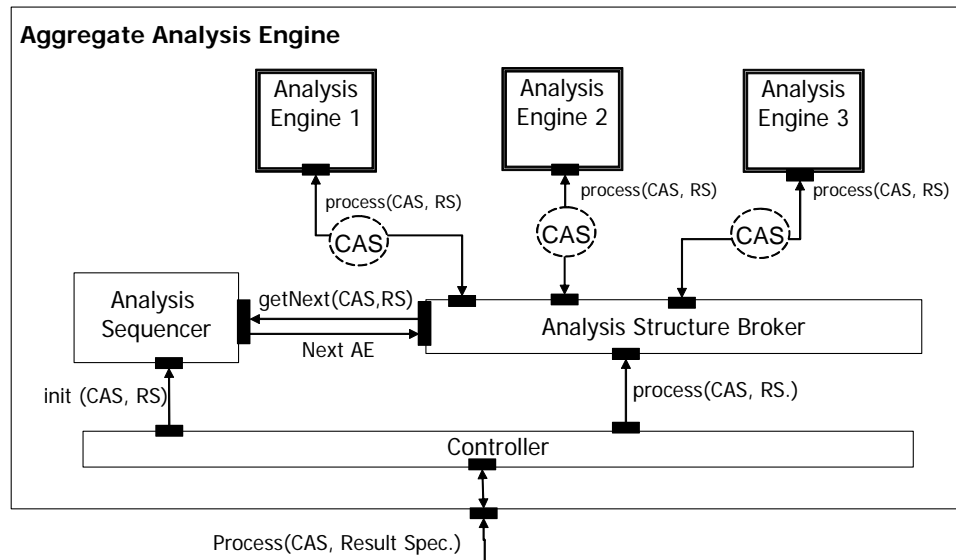 Aggregate Analysis Engine
Analysis
Engine 1
Analysis
Engine 2
Analysis
Engine 3
process(CAS, RS)
process(CAS, RS)
process(CAS, RS)
CAS
CAS
CAS
Analysis
Sequencer
getNext(CAS,RS)
Next AE
Analysis Structure Broker
init (CAS, RS)
process(CAS, RS.)
Controller
Process(CAS, Result Spec.)